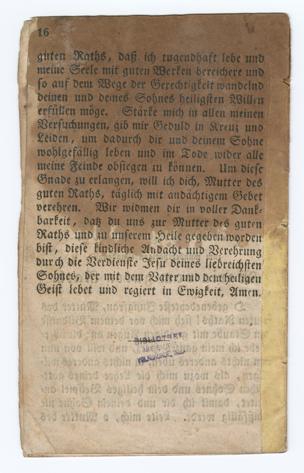 16
guten Raths, daß ich tugendhaft lebe und
meine Seele mit guten Werken bereichere und
so auf dem Wege der Gerechtigkeit wandelnd
deinen und deines Sohnes heiligsten Willen
erfüllen möge. Stärke mich in allen meinen
Versuchungen, gib mir Geduld in Kreuz und
Leiden, um dadurch dir und deinem Sohne
wohlgefällig leben und im Tode wider alle
meine Feinde obsiegen zu können. Um diese
Gnade zu erlangen, will ich dich, Mutter des
guten Raths, täglich mit andächtigem Gebet
verehren. Wir widmen dir in voller Dank-
barkeit, daß du uns zur Mutter des guten
Raths und zu unserem Heile gegeben worden
bist, diese kindliche Andacht und Verehrung
durch die Verdienste Jesu deines liebreichsten
Sohnes, der mit dem Vater und dem heiligen
Geist lebet und regiert in Ewigkeit, Amen.